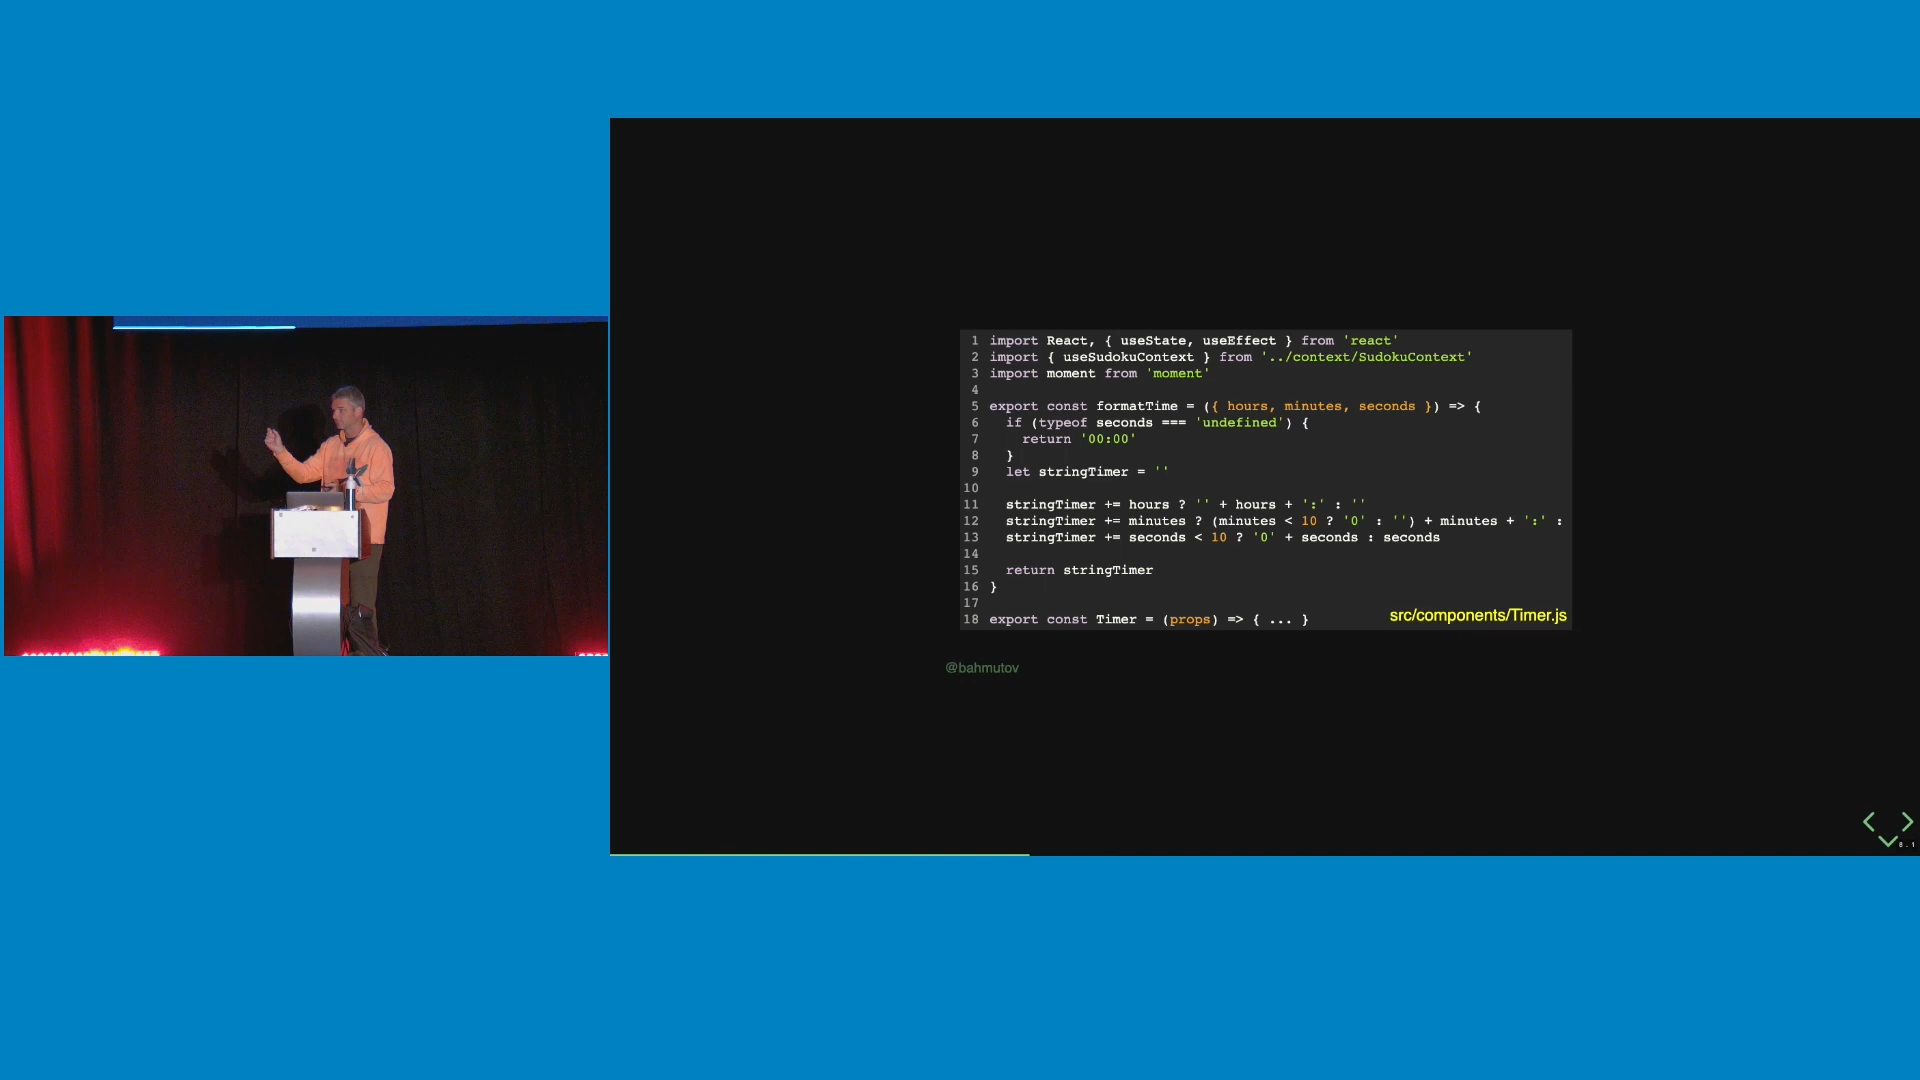 1 import React, { useState, useEffect } from 'react'
2 import { useSudokuContext } from '../context/SudokuContext'
3 import moment from 'moment'
4
5 export const formatTime = ({ hours, minutes, seconds }) => {
6 if (typeof seconds === 'undefined') {
7 return '00:00'
8 }
9 let stringTimer = ''
10
11 stringTimer += hours ? '' + hours + ':' : ''
12 stringTimer += minutes ? (minutes < 10 ? '0' : '') + minutes + ':' :
13 stringTimer += seconds < 10 ? '0' + seconds : seconds
14
15 return stringTimer
16 }
17
18 export const Timer = (props) => { ... }
src/components/Timer.js
@bahmutov